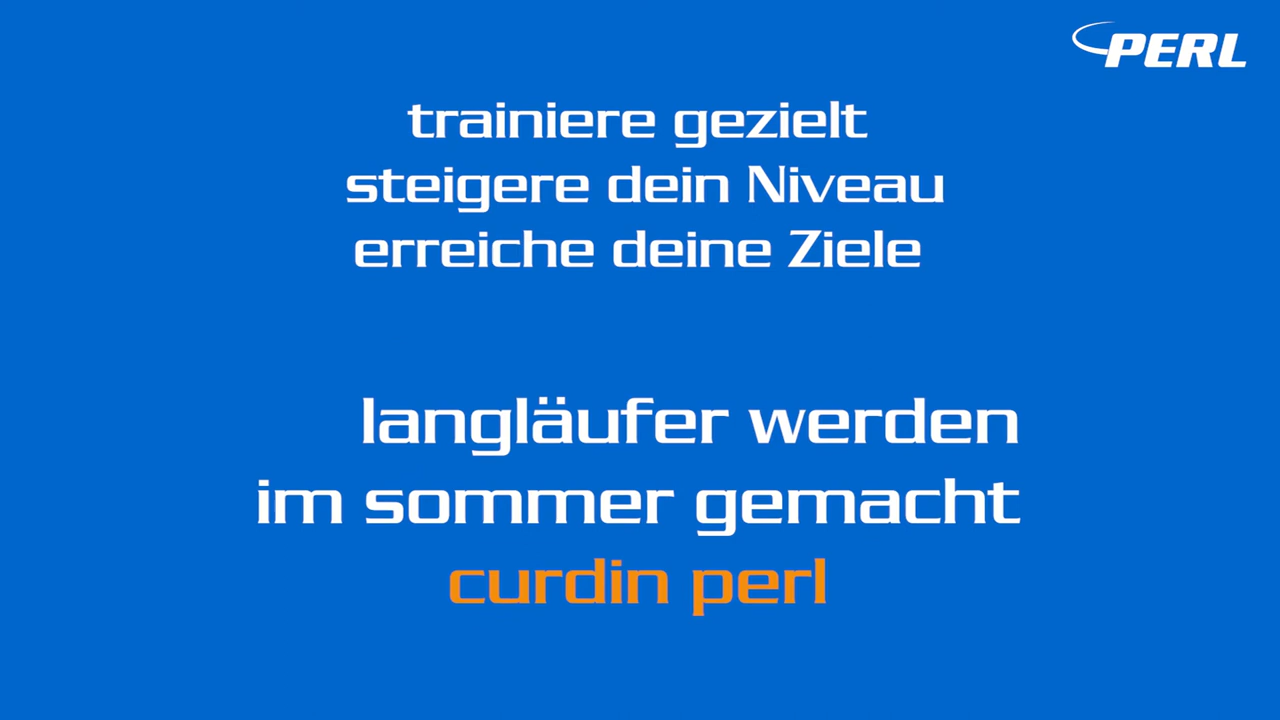 PERL
trainiere gezielt
steigere dein Niveau
erreiche deine Ziele
langläufer werden
im sommer gemacht
curdin perl